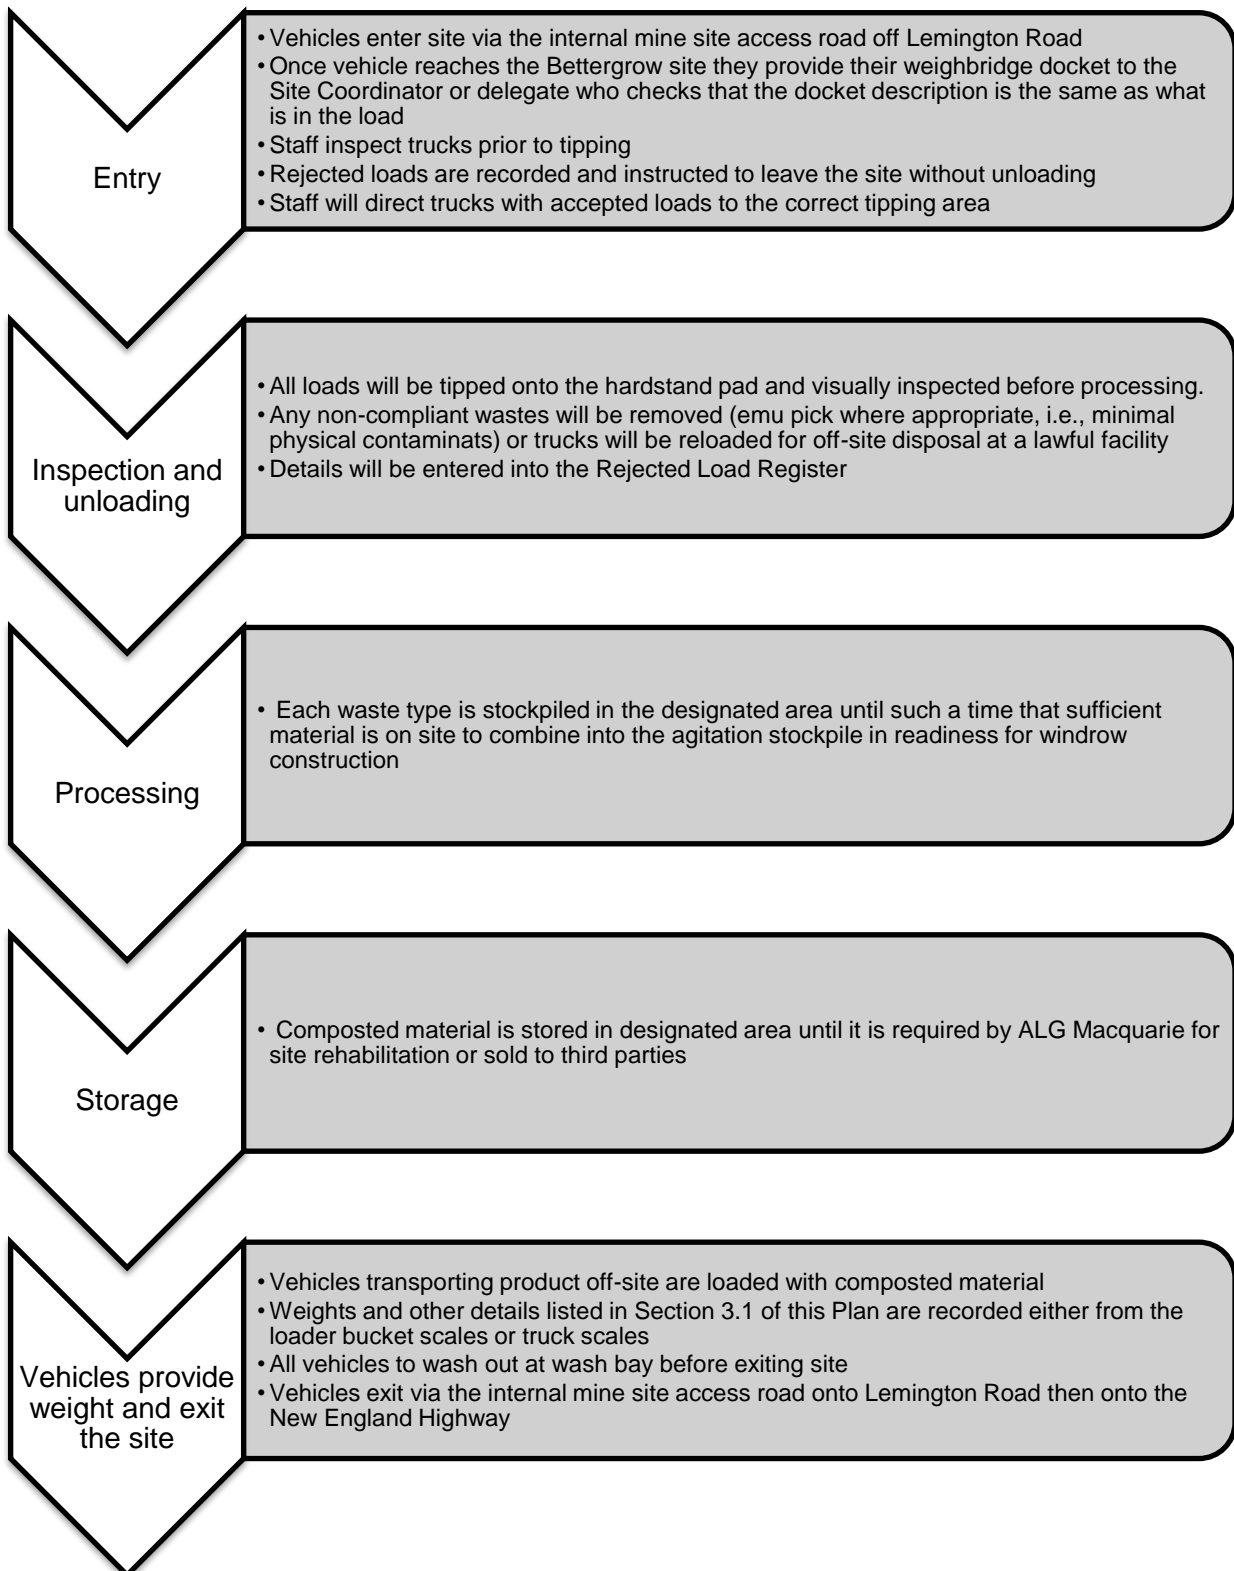 Entry
• Vehicles enter site via the internal mine site access road off Lemington Road
• Once vehicle reaches the Bettergrow site they provide their weighbridge docket to the
Site Coordinator or delegate who checks that the docket description is the same as what
is in the load
• Staff inspect trucks prior to tipping
• Rejected loads are recorded and instructed to leave the site without unloading
• Staff will direct trucks with accepted loads to the correct tipping area
Inspection and
unloading
• All loads will be tipped onto the hardstand pad and visually inspected before processing.
• Any non-compliant wastes will be removed (emu pick where appropriate, i.e., minimal
physical contaminats) or trucks will be reloaded for off-site disposal at a lawful facility
• Details will be entered into the Rejected Load Register
Processing
• Each waste type is stockpiled in the designated area until such a time that sufficient
material is on site to combine into the agitation stockpile in readiness for windrow
construction
Storage
• Composted material is stored in designated area until it is required by ALG Macquarie for
site rehabilitation or sold to third parties
Vehicles provide
weight and exit
the site
• Vehicles transporting product off-site are loaded with composted material
• Weights and other details listed in Section 3.1 of this Plan are recorded either from the
loader bucket scales or truck scales
• All vehicles to wash out at wash bay before exiting site
• Vehicles exit via the internal mine site access road onto Lemington Road then onto the
New England Highway